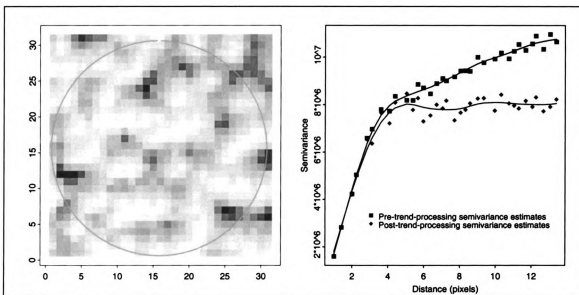 30
25
20
15
10
5
0
0 5 10 15 20 25 30
10^7
8*10^6
6*10^6
4*10^6
2*10^6
Semivariance
■ Pre-trend-processing semivariance estimates
◆ Post-trend-processing semivariance estimates
2 4 6 8 10 12
Distance (pixels)